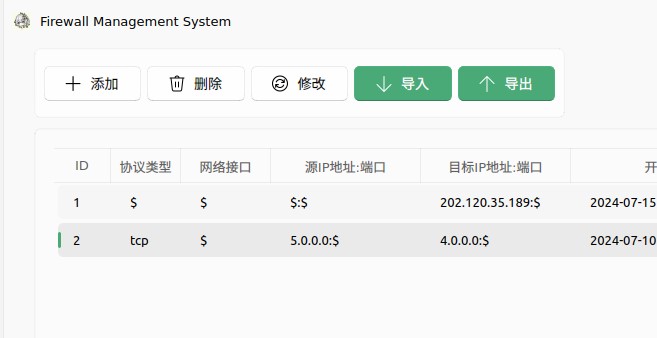 Firewall Management System
添加 删除 修改 导入 导出
ID 协议类型 网络接口 源IP地址:端口 目标IP地址:端口 开
1 $ $ $:$ 202.120.35.189:$ 2024-07-15
2 tcp $ 5.0.0.0:$ 4.0.0.0:$ 2024-07-10